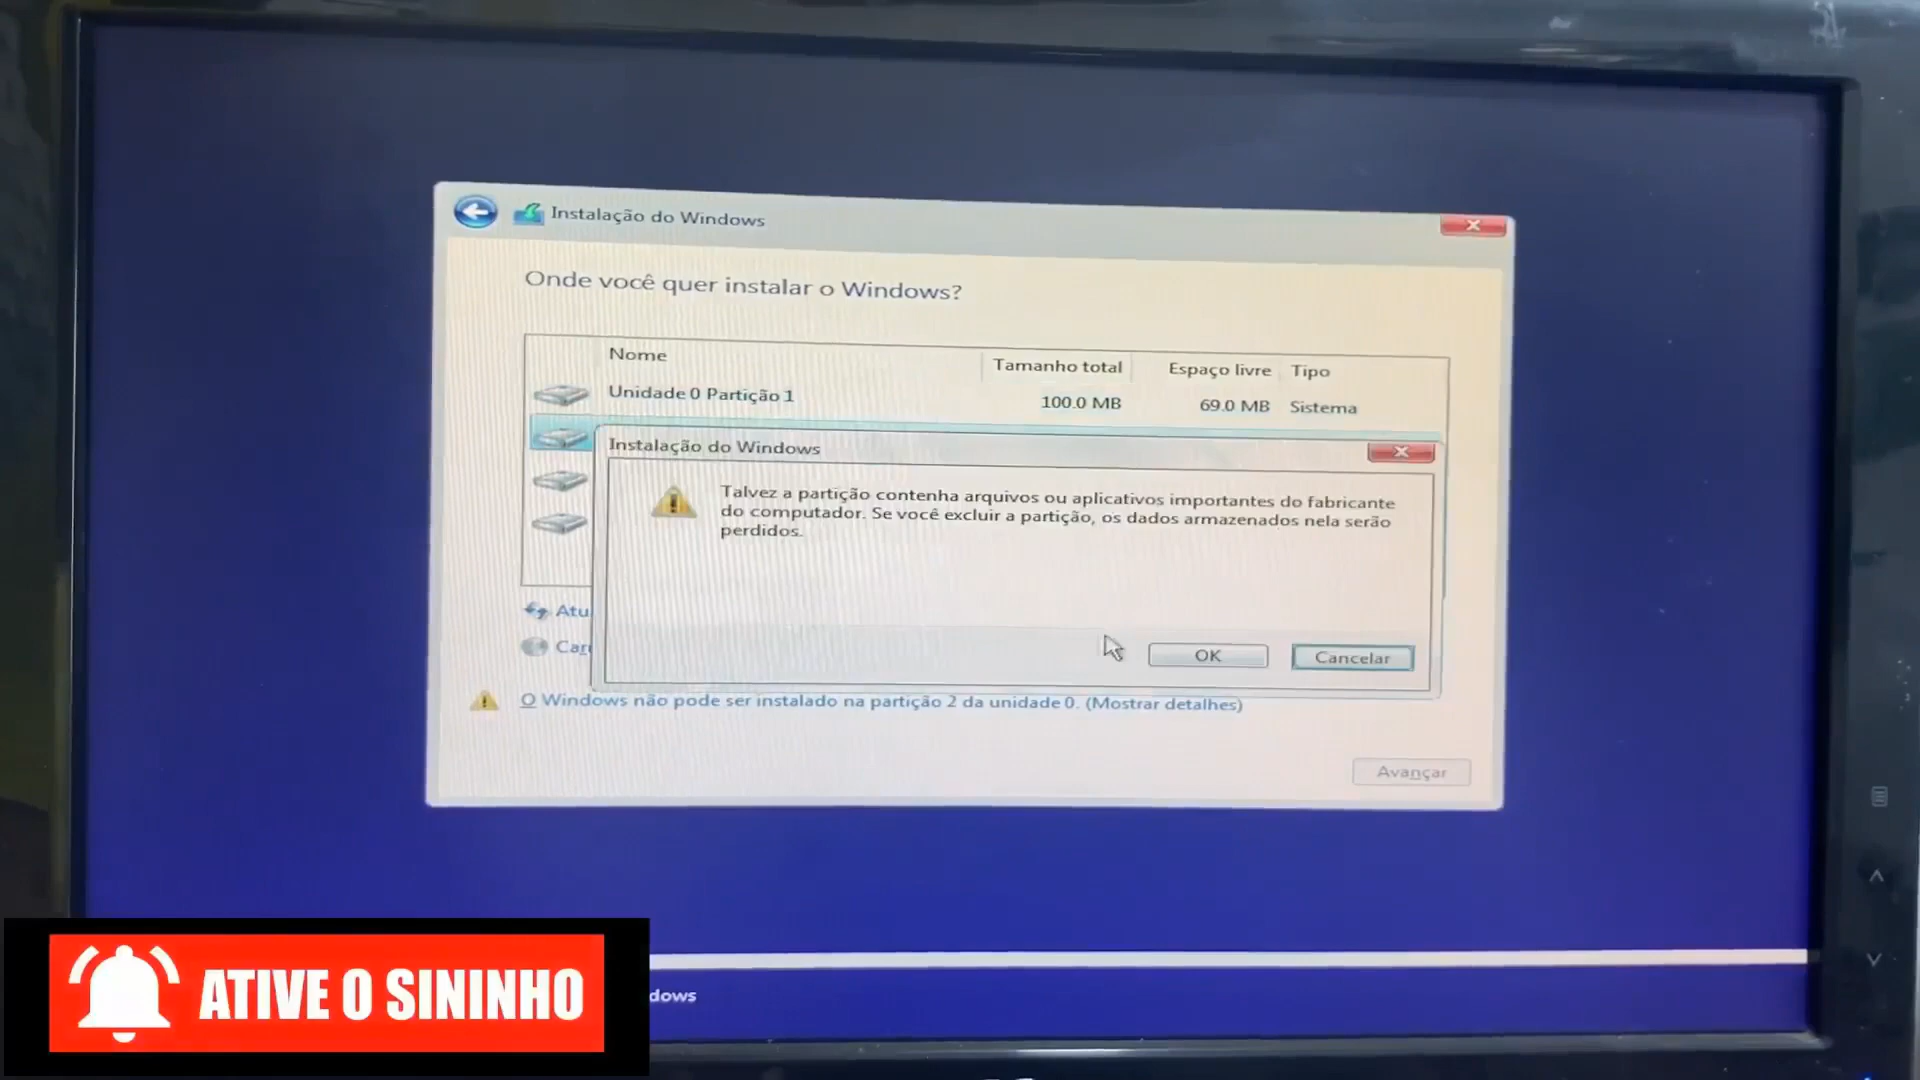 Instalação do Windows
Onde você quer instalar o Windows?
Nome Tamanho total Espaço livre Tipo
Unidade 0 Partição 1 100.0 MB 69.0 MB Sistema
Instalação do Windows
Talvez a partição contenha arquivos ou aplicativos importantes do fabricante
do computador. Se você excluir a partição, os dados armazenados nela serão
perdidos.
Atu
Car
OK Cancelar
O Windows não pode ser instalado na partição 2 da unidade 0. (Mostrar detalhes)
Avançar
ATIVE O SININHO
dows